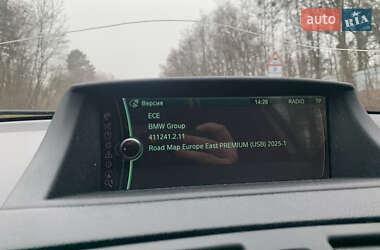 auto RIA
Версия
14:26 RADIO TP
ECE
BMW Group
411241.2.11
Road Map Europe East PREMIUM (USB) 2025-1